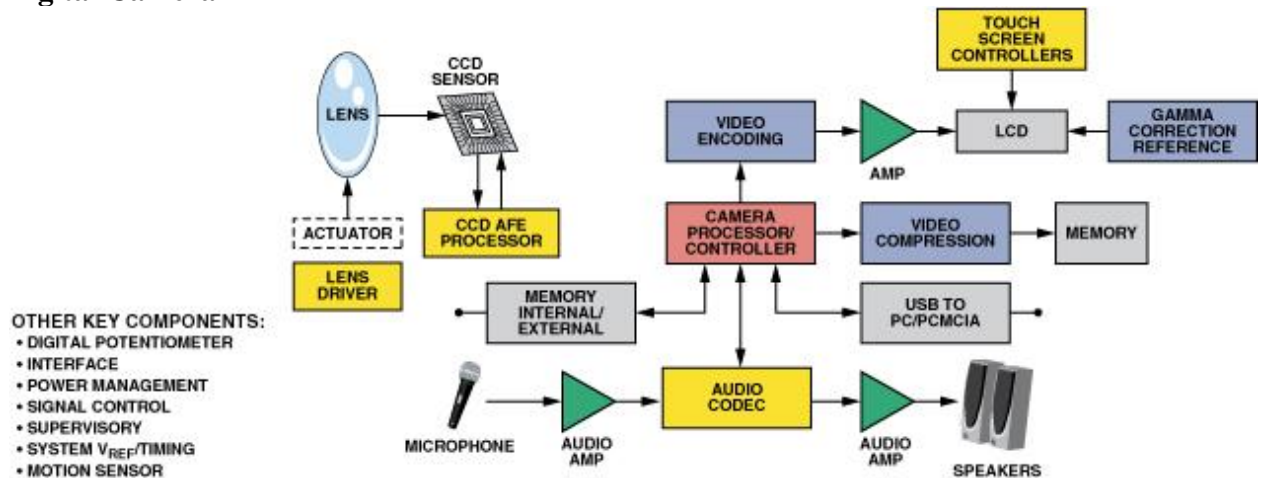 TOUCH
SCREEN
CONTROLLERS
CCD
SENSOR
LENS
VIDEO
ENCODING
AMP
LCD
GAMMA
CORRECTION
REFERENCE
ACTUATOR
CCD AFE
PROCESSOR
CAMERA
PROCESSOR/
CONTROLLER
VIDEO
COMPRESSION
MEMORY
LENS
DRIVER
MEMORY
INTERNAL/
EXTERNAL
USB TO
PC/PCMCIA
OTHER KEY COMPONENTS:
• DIGITAL POTENTIOMETER
• INTERFACE
• POWER MANAGEMENT
• SIGNAL CONTROL
• SUPERVISORY
• SYSTEM VREF/TIMING
• MOTION SENSOR
MICROPHONE
AUDIO
AMP
AUDIO
CODEC
AUDIO
AMP
SPEAKERS